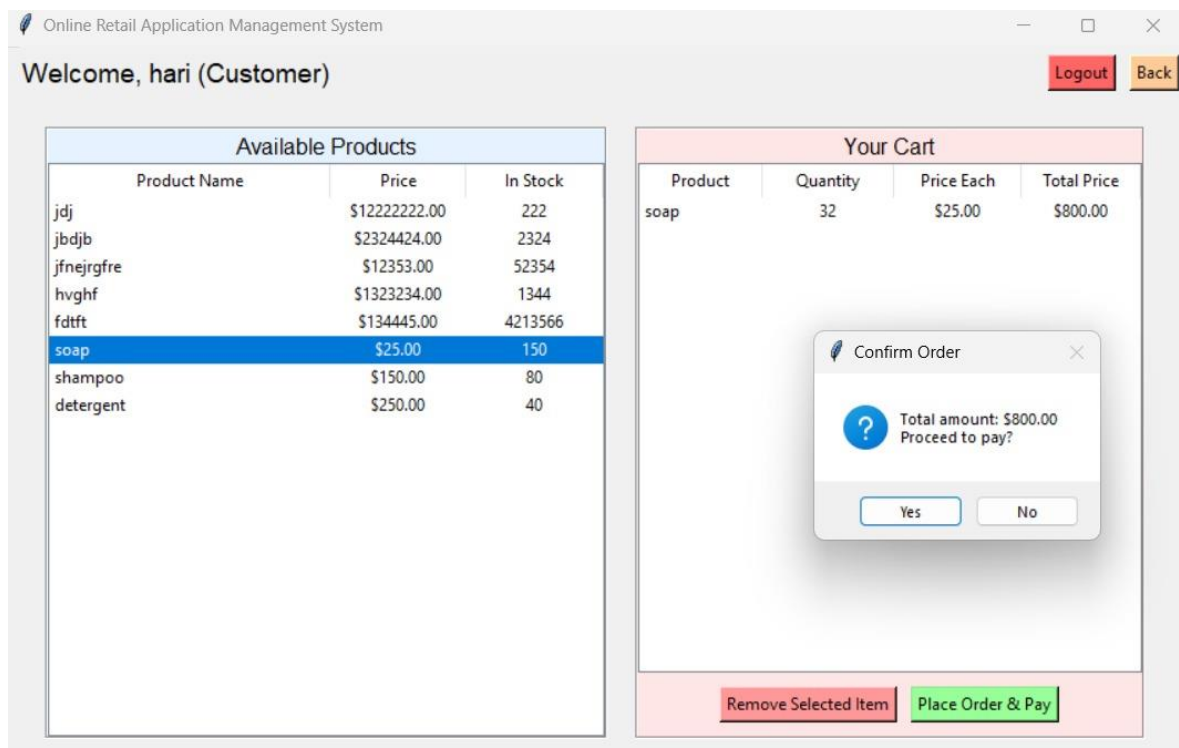 Online Retail Application Management System
Welcome, hari (Customer)
Logout
Back
Available Products
Product Name Price In Stock
jdj $12222222.00 222
jbdjb $2324424.00 2324
jfnejrgfre $12353.00 52354
hvghf $1323234.00 1344
fdtft $134445.00 4213566
soap $25.00 150
shampoo $150.00 80
detergent $250.00 40
Your Cart
Product Quantity Price Each Total Price
soap 32 $25.00 $800.00
Confirm Order
Total amount: $800.00
Proceed to pay?
Yes No
Remove Selected Item Place Order & Pay